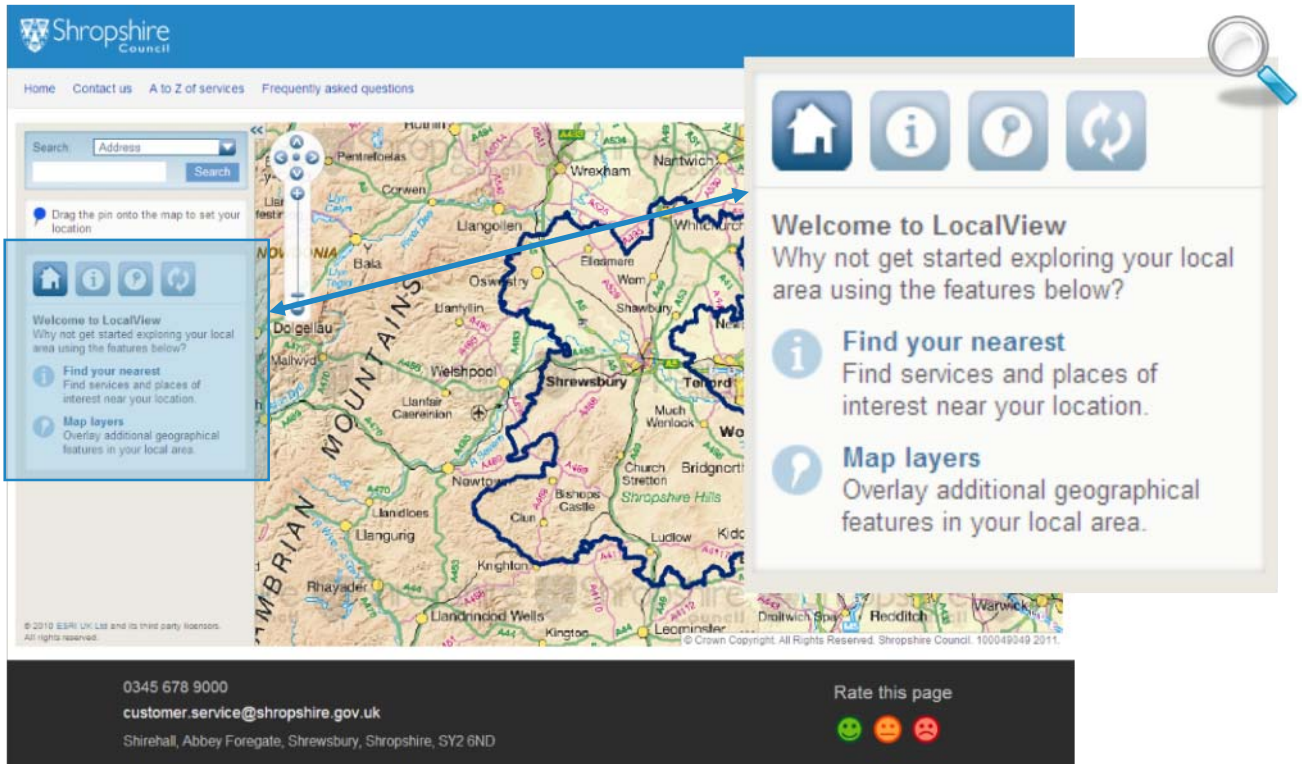 Shropshire
Council
Home Contact us A to Z of services Frequently asked questions
Search: Address
Search
Drag the pin onto the map to set your
location
Welcome to LocalView
Why not get started exploring your local
area using the features below?
Find your nearest
Find services and places of
interest near your location.
Map layers
Overlay additional geographical
features in your local area.
© 2010 ESRI UK Ltd and its third party licensors.
All rights reserved.
Ruthin
Pentrefoelas
Wrexham
Nantwich
Corwen
Llangollen
Whitchurch
Bala
Ellesmere
Oswestry
Wem
Llanfyllin
Shawbury
Dolgellau
Mallwyd
Welshpool
Shrewsbury
Telford
Llanfair
Caereinion
Much
Wenlock
MOUNTAINS
Church
Stretton
Bridgnorth
Newtown
Bishops
Castle
Shropshire Hills
Llanidloes
Clun
Llangurig
Ludlow
Kidd
Knighton
Rhayader
Llandrindod Wells
Kington
Leominster
Droitwich Spa
Redditch
Warwick
© Crown Copyright. All Rights Reserved. Shropshire Council. 100049049 2011.
Welcome to LocalView
Why not get started exploring your local
area using the features below?
Find your nearest
Find services and places of
interest near your location.
Map layers
Overlay additional geographical
features in your local area.
0345 678 9000
customer.service@shropshire.gov.uk
Shirehall, Abbey Foregate, Shrewsbury, Shropshire, SY2 6ND
Rate this page